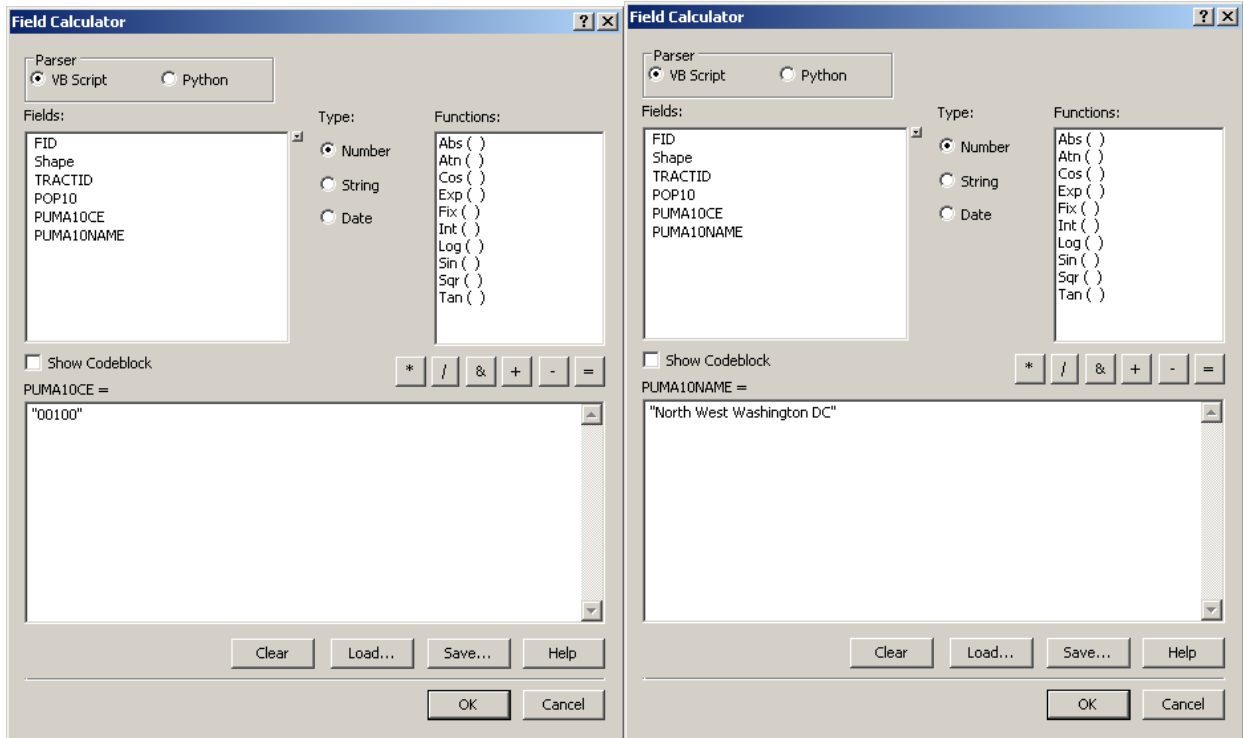 Field Calculator
Parser
VB Script
Python
Fields:
Type:
Functions:
FID
Shape
TRACTID
POP10
PUMA10CE
PUMA10NAME
Number
String
Date
Abs ( )
Atn ( )
Cos ( )
Exp ( )
Fix ( )
Int ( )
Log ( )
Sin ( )
Sqr ( )
Tan ( )
Show Codeblock
* / & + - =
PUMA10CE =
"00100"
Clear
Load...
Save...
Help
OK
Cancel
Field Calculator
Parser
VB Script
Python
Fields:
Type:
Functions:
FID
Shape
TRACTID
POP10
PUMA10CE
PUMA10NAME
Number
String
Date
Abs ( )
Atn ( )
Cos ( )
Exp ( )
Fix ( )
Int ( )
Log ( )
Sin ( )
Sqr ( )
Tan ( )
Show Codeblock
* / & + - =
PUMA10NAME =
"North West Washington DC"
Clear
Load...
Save...
Help
OK
Cancel